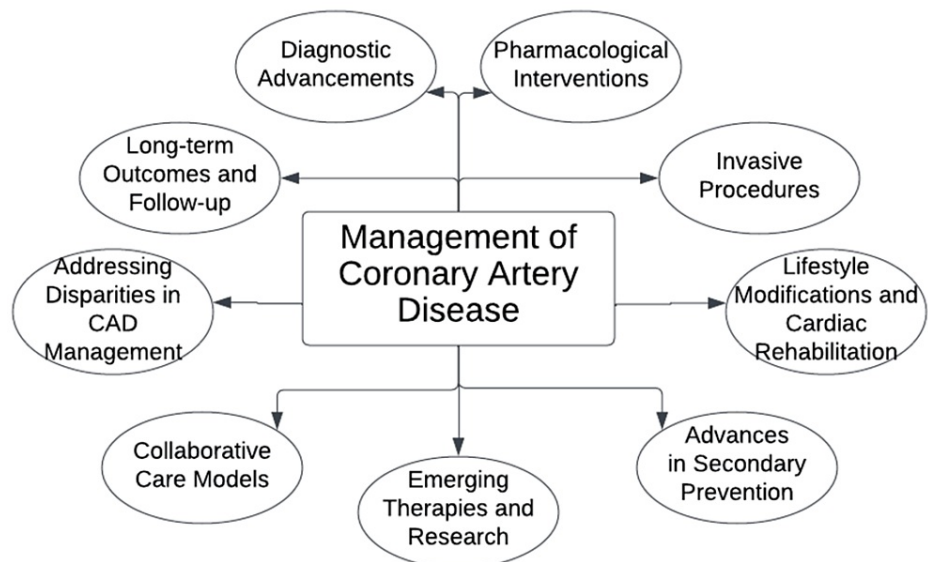 Diagnostic
Advancements
Pharmacological
Interventions
Long-term
Outcomes and
Follow-up
Invasive
Procedures
Management of
Coronary Artery
Disease
Addressing
Disparities in
CAD
Management
Lifestyle
Modifications and
Cardiac
Rehabilitation
Collaborative
Care Models
Emerging
Therapies and
Research
Advances
in Secondary
Prevention